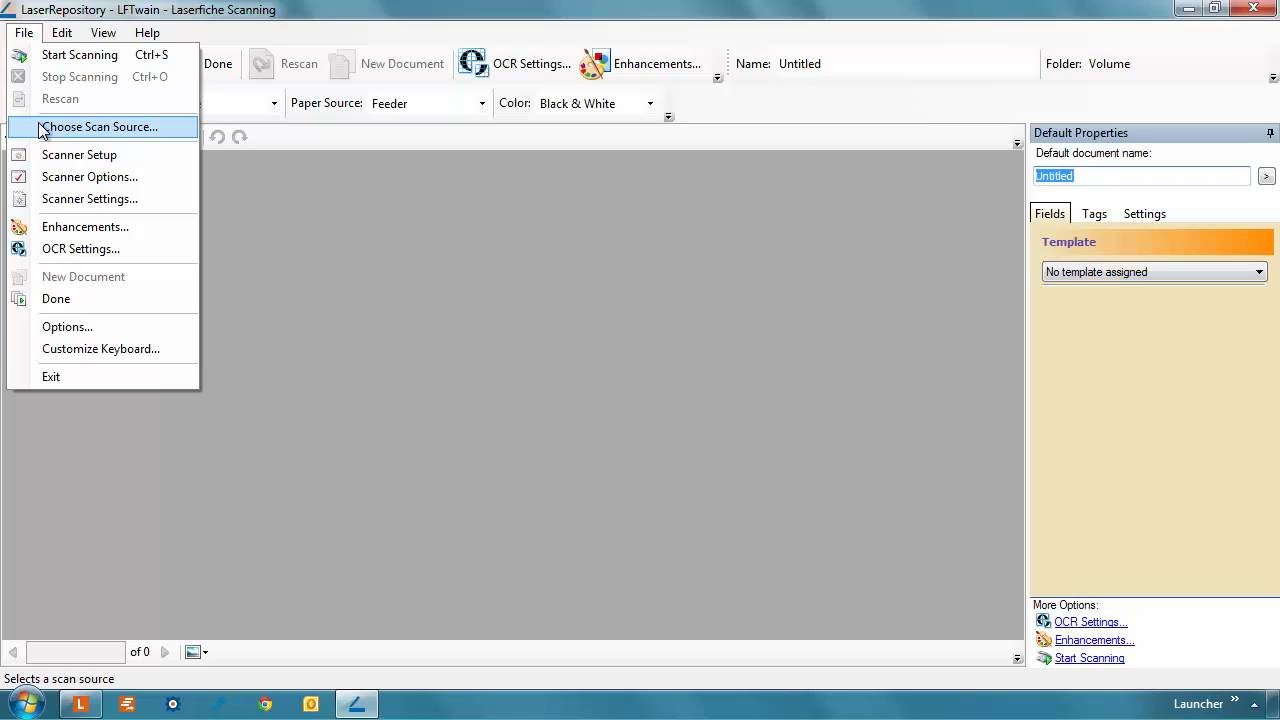 LaserRepository - LFTwain - Laserfiche Scanning
File Edit View Help
Start Scanning Ctrl+S
Stop Scanning Ctrl+O
Rescan
Choose Scan Source...
Scanner Setup
Scanner Options...
Scanner Settings...
Enhancements...
OCR Settings...
New Document
Done
Options...
Customize Keyboard...
Exit
Done Rescan New Document OCR Settings... Enhancements... Name: Untitled Folder: Volume
Paper Source: Feeder Color: Black & White
Default Properties
Default document name:
Untitled
>
Fields Tags Settings
Template
No template assigned
More Options:
OCR Settings...
Enhancements...
Start Scanning
of 0
Selects a scan source
Launcher